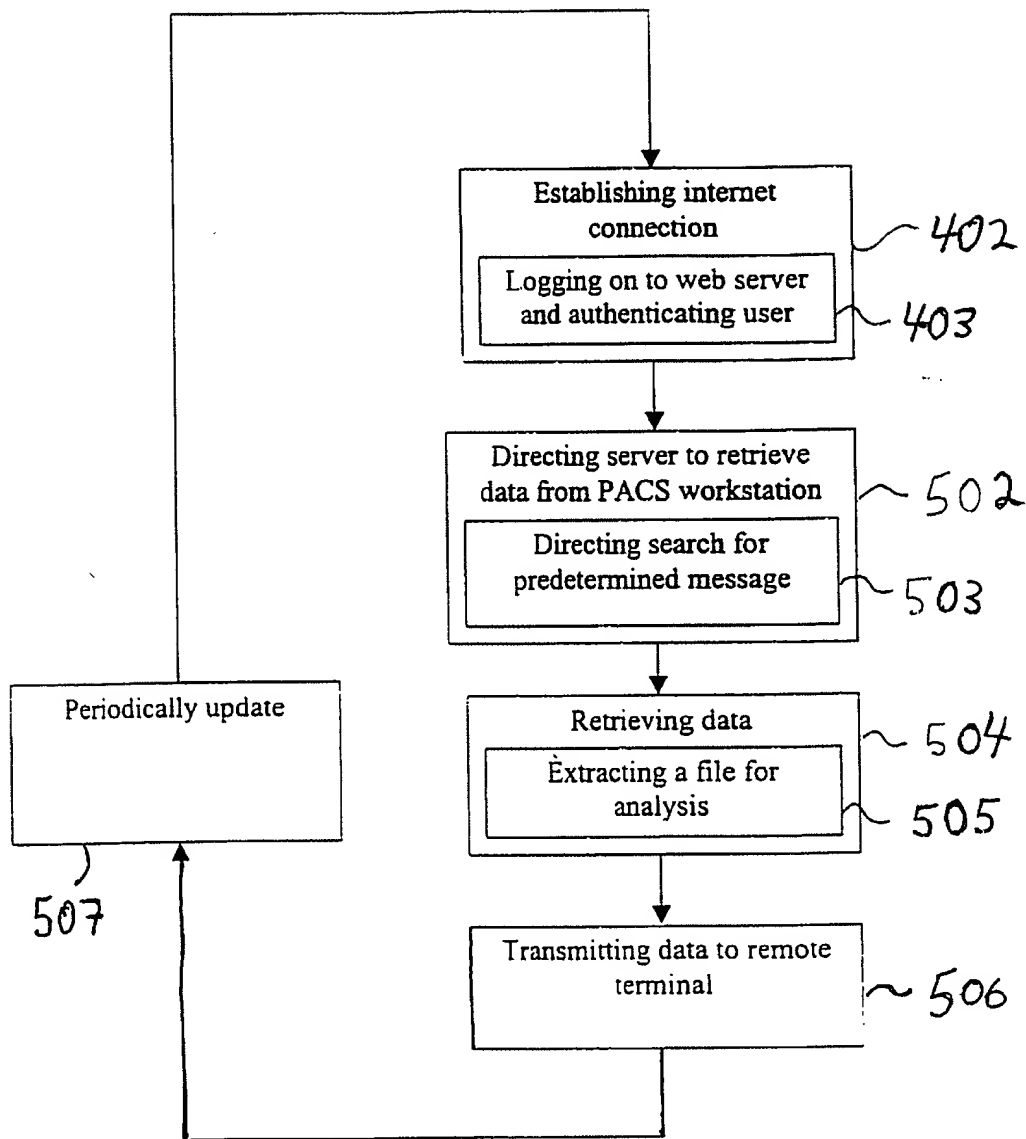 Establishing internet
connection
402
Logging on to web server
and authenticating user
403
Directing server to retrieve
data from PACS workstation
502
Directing search for
predetermined message
503
Retrieving data
504
Extracting a file for
analysis
505
Periodically update
507
Transmitting data to remote
terminal
506